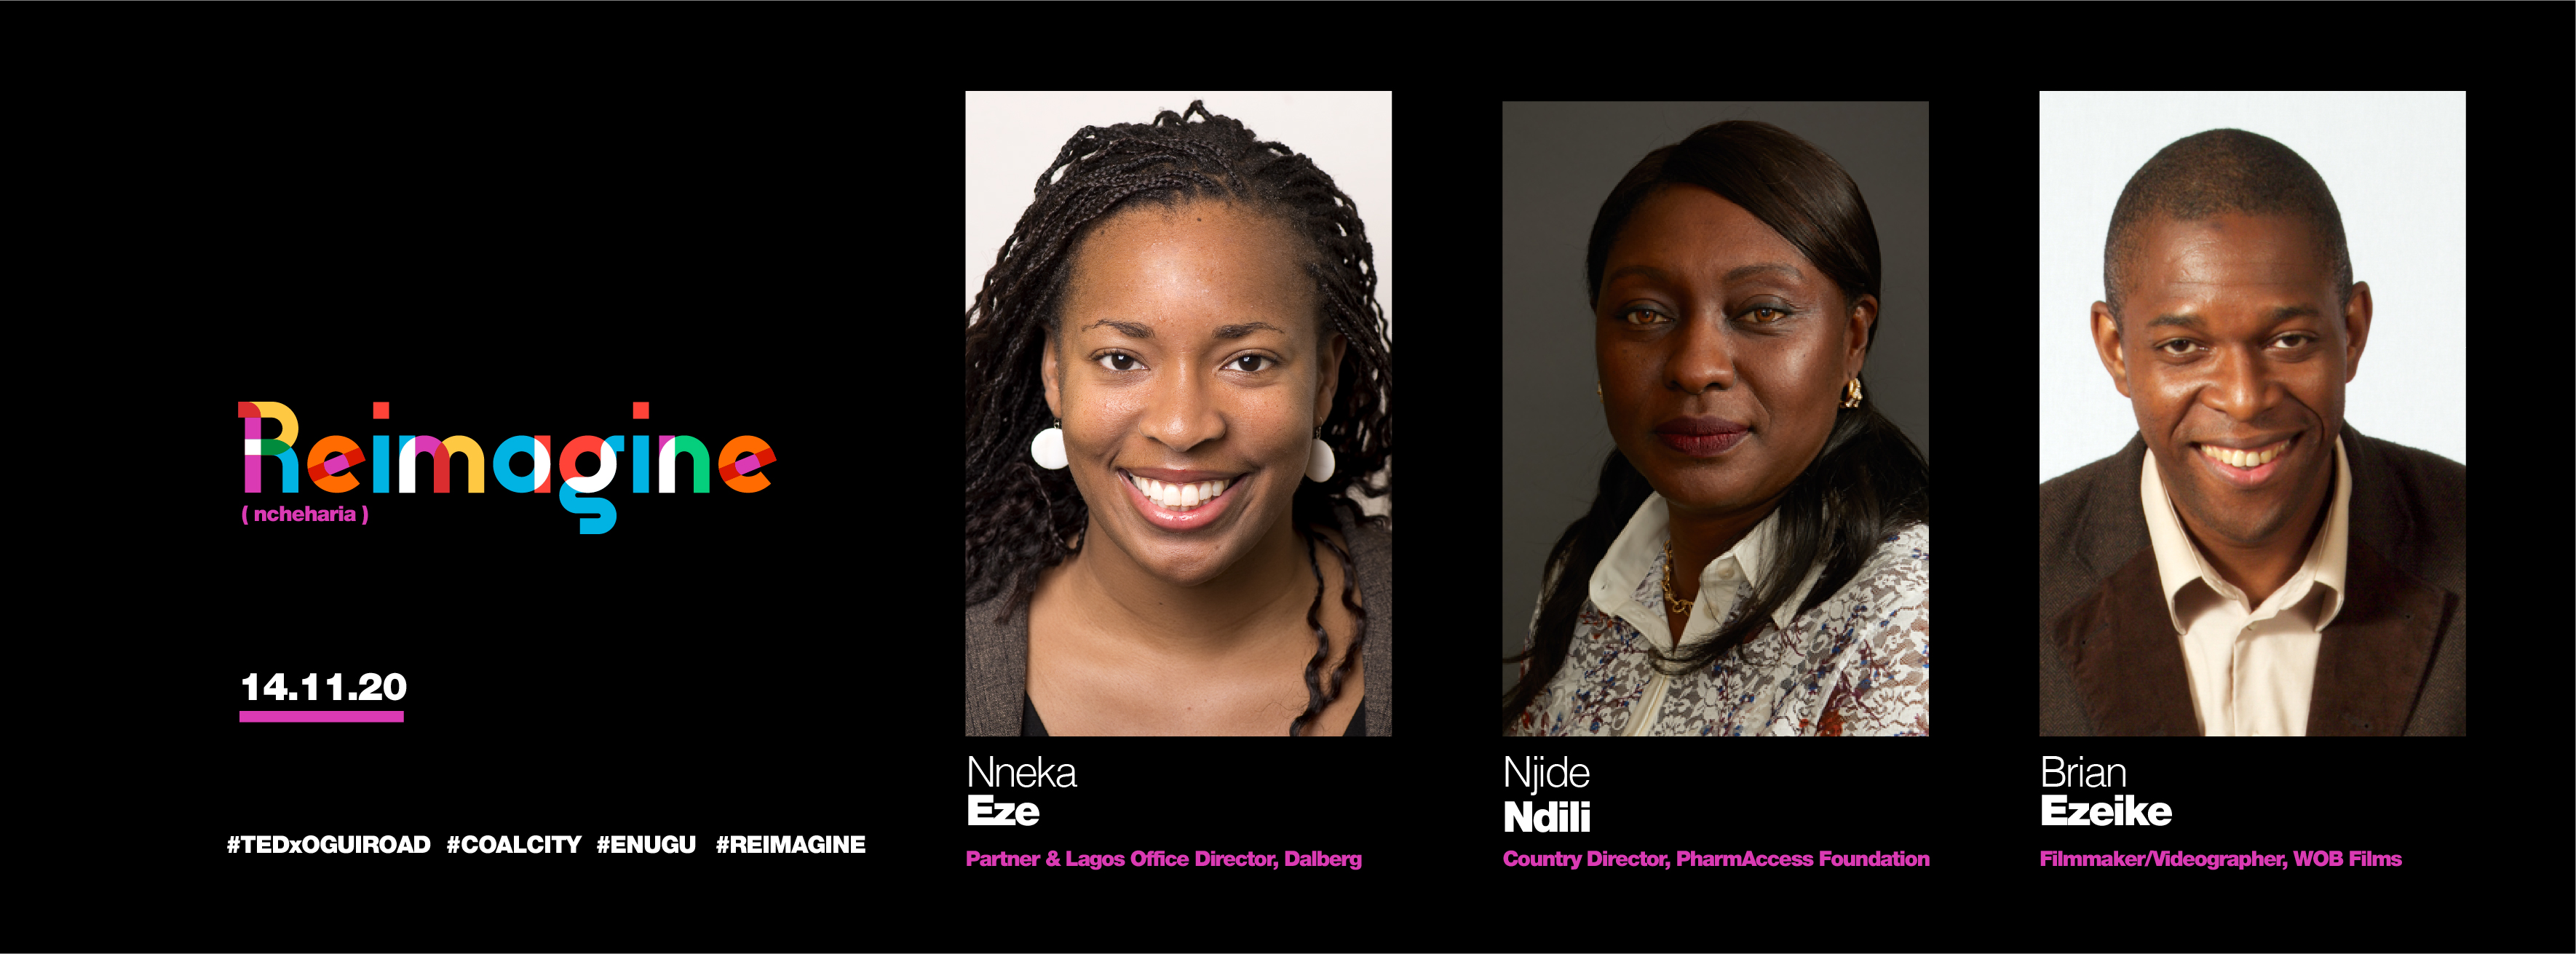 Reimagine
( ncheharia )
14.11.20
#TEDxOGUIROAD #COALCITY #ENUGU #REIMAGINE
Nneka
Eze
Partner & Lagos Office Director, Dalberg
Njide
Ndili
Country Director, PharmAccess Foundation
Brian
Ezeike
Filmmaker/Videographer, WOB Films